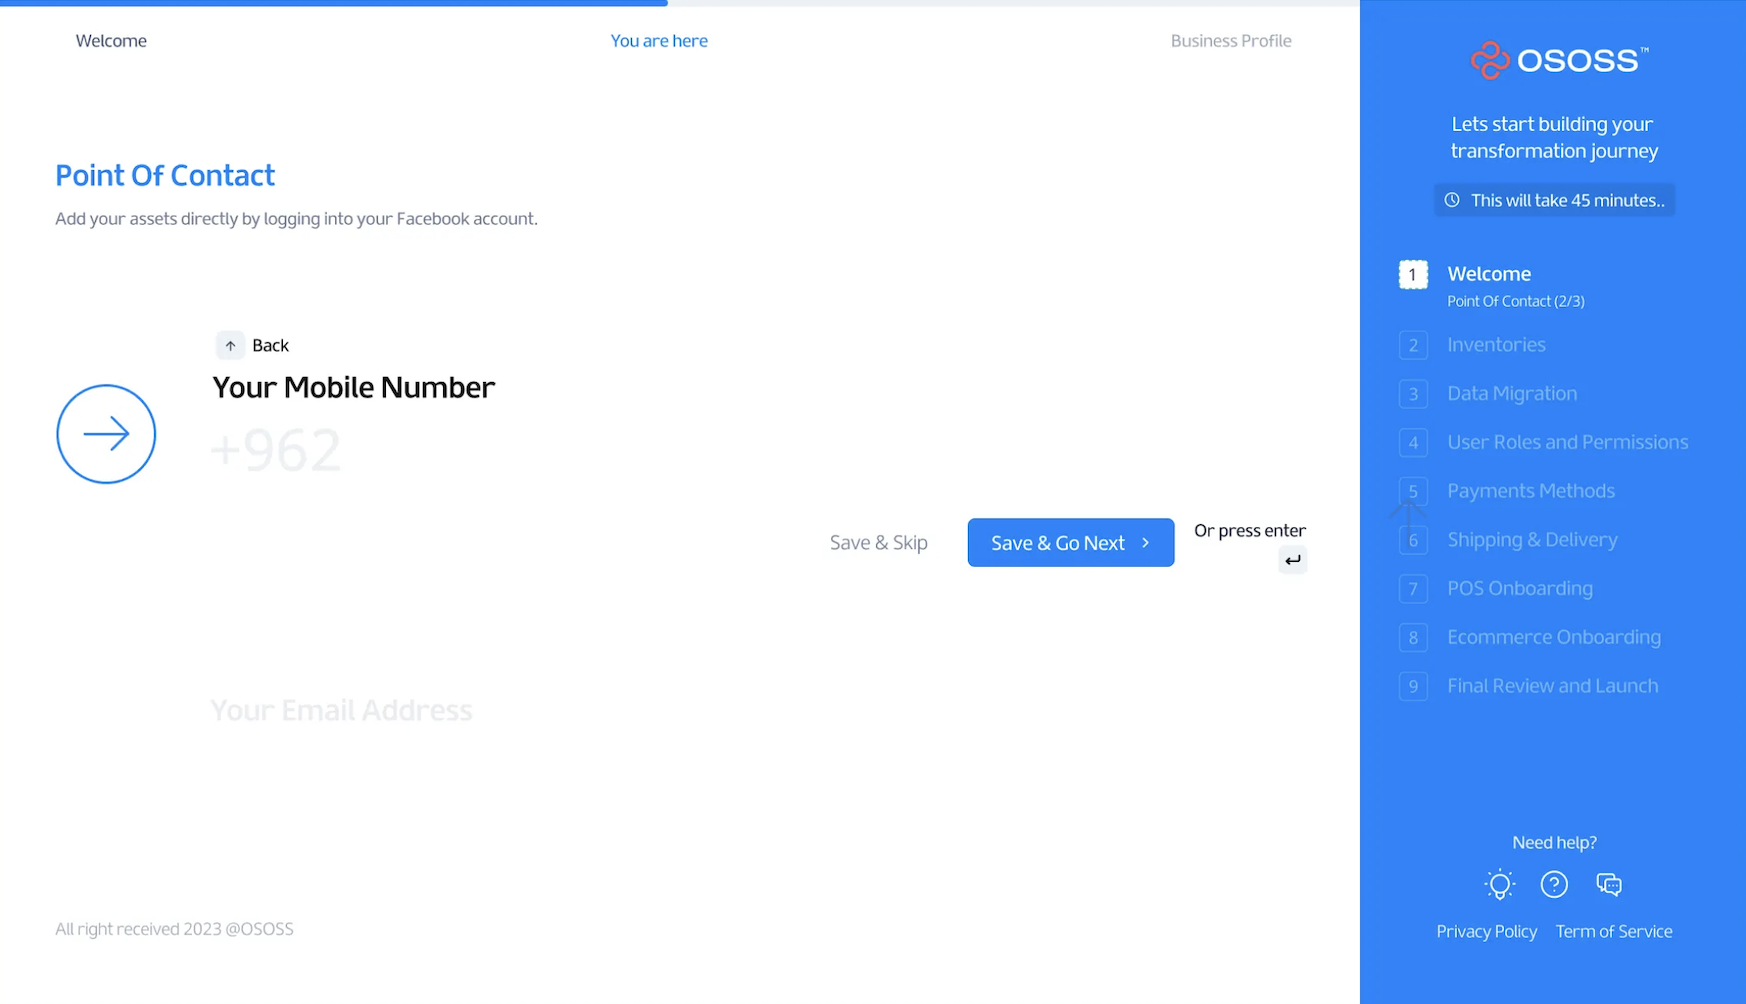 Welcome
You are here
Business Profile
Point Of Contact
Add your assets directly by logging into your Facebook account.
Back
Your Mobile Number
+962
Save & Skip
Save & Go Next
Or press enter
Your Email Address
All right received 2023 @OSOSS
OSOSS™
Lets start building your
transformation journey
This will take 45 minutes..
1 Welcome
Point Of Contact (2/3)
2 Inventories
3 Data Migration
4 User Roles and Permissions
5 Payments Methods
6 Shipping & Delivery
7 POS Onboarding
8 Ecommerce Onboarding
9 Final Review and Launch
Need help?
Privacy Policy
Term of Service